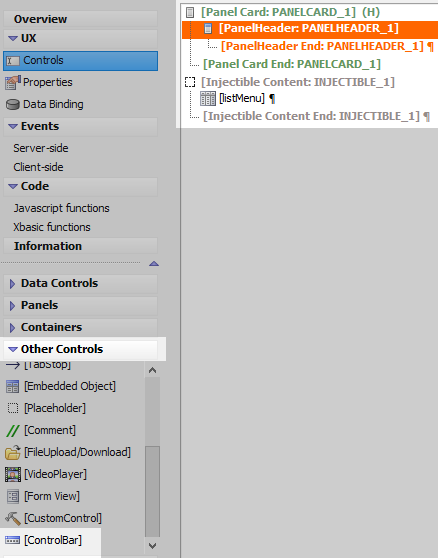 Overview
UX
Controls
Properties
Data Binding
Events
Server-side
Client-side
Code
Javascript functions
Xbasic functions
Information
Data Controls
Panels
Containers
Other Controls
[TabStop]
[Embedded Object]
[Placeholder]
[Comment]
[FileUpload/Download]
[VideoPlayer]
[Form View]
[CustomControl]
[ControlBar]
[Panel Card: PANELCARD_1] (H)
[PanelHeader: PANELHEADER_1]
[PanelHeader End: PANELHEADER_1] ¶
[Panel Card End: PANELCARD_1]
[Injectible Content: INJECTIBLE_1]
[listMenu] ¶
[Injectible Content End: INJECTIBLE_1] ¶